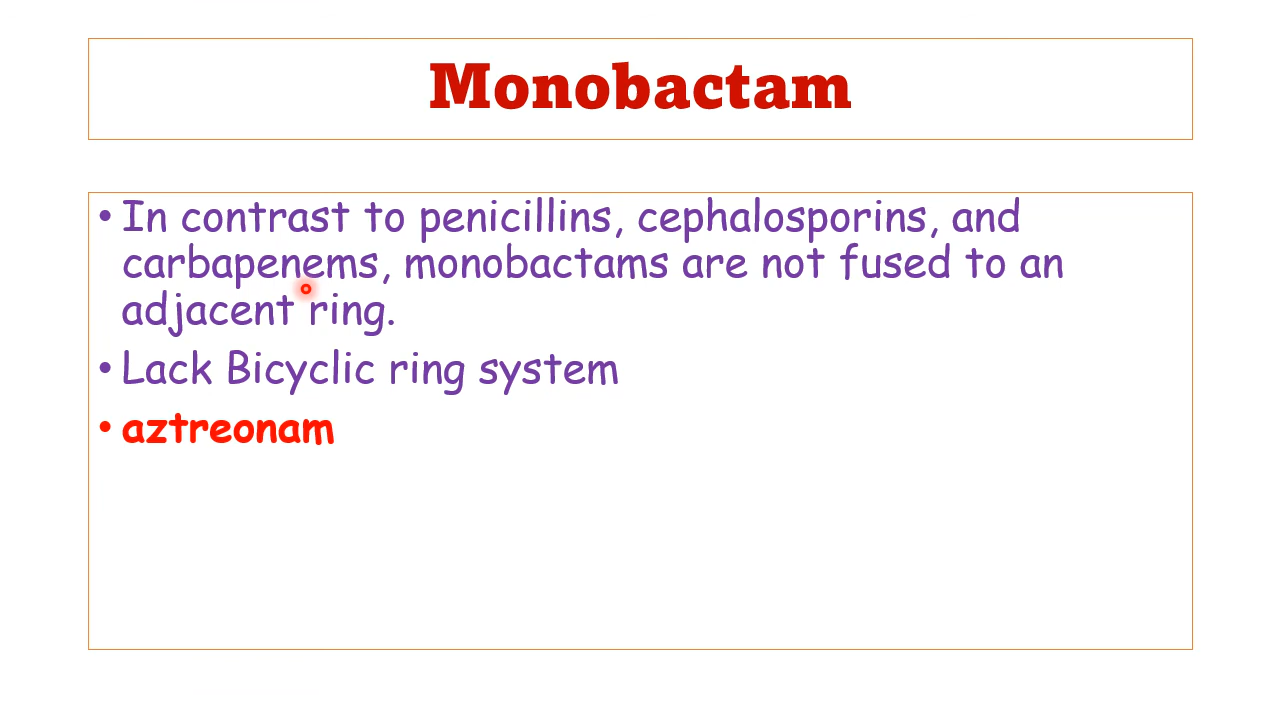 Monobactam
• In contrast to penicillins, cephalosporins, and
carbapenems, monobactams are not fused to an
adjacent ring.
• Lack Bicyclic ring system
• aztreonam